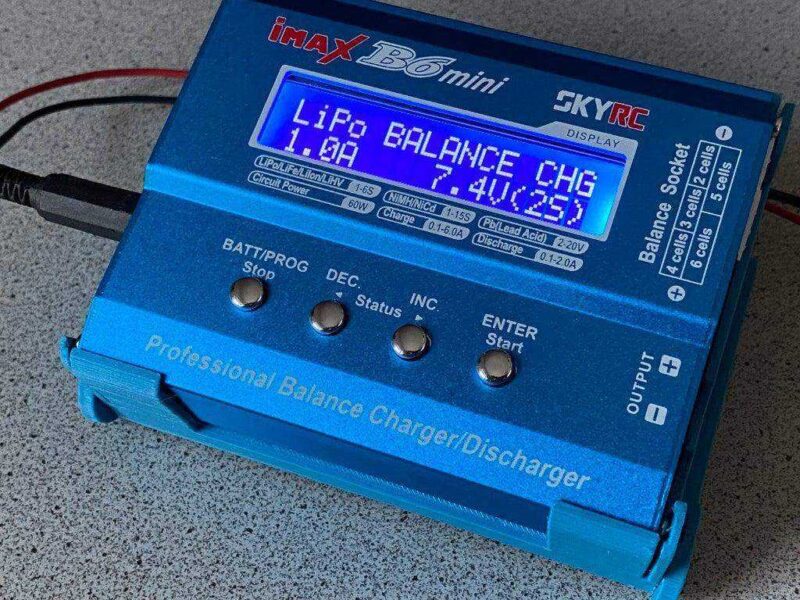 iMAX B6 mini
SKYRC
DISPLAY
LiPo BALANCE CHG
1.0A 7.4V(2S)
LiPo/LiFe/LiIon/LiHV 1-6S
NiMH/NiCd 1-15S
Pb(Lead Acid) 2-20V
Circuit Power 60W
Charge 0.1-6.0A
Discharge 0.1-2.0A
Balance Socket
4 cells 3 cells 2 cells
6 cells 5 cells
BATT/PROG
Stop
DEC.
◄
Status
INC.
►
ENTER
Start
OUTPUT
Professional Balance Charger/Discharger